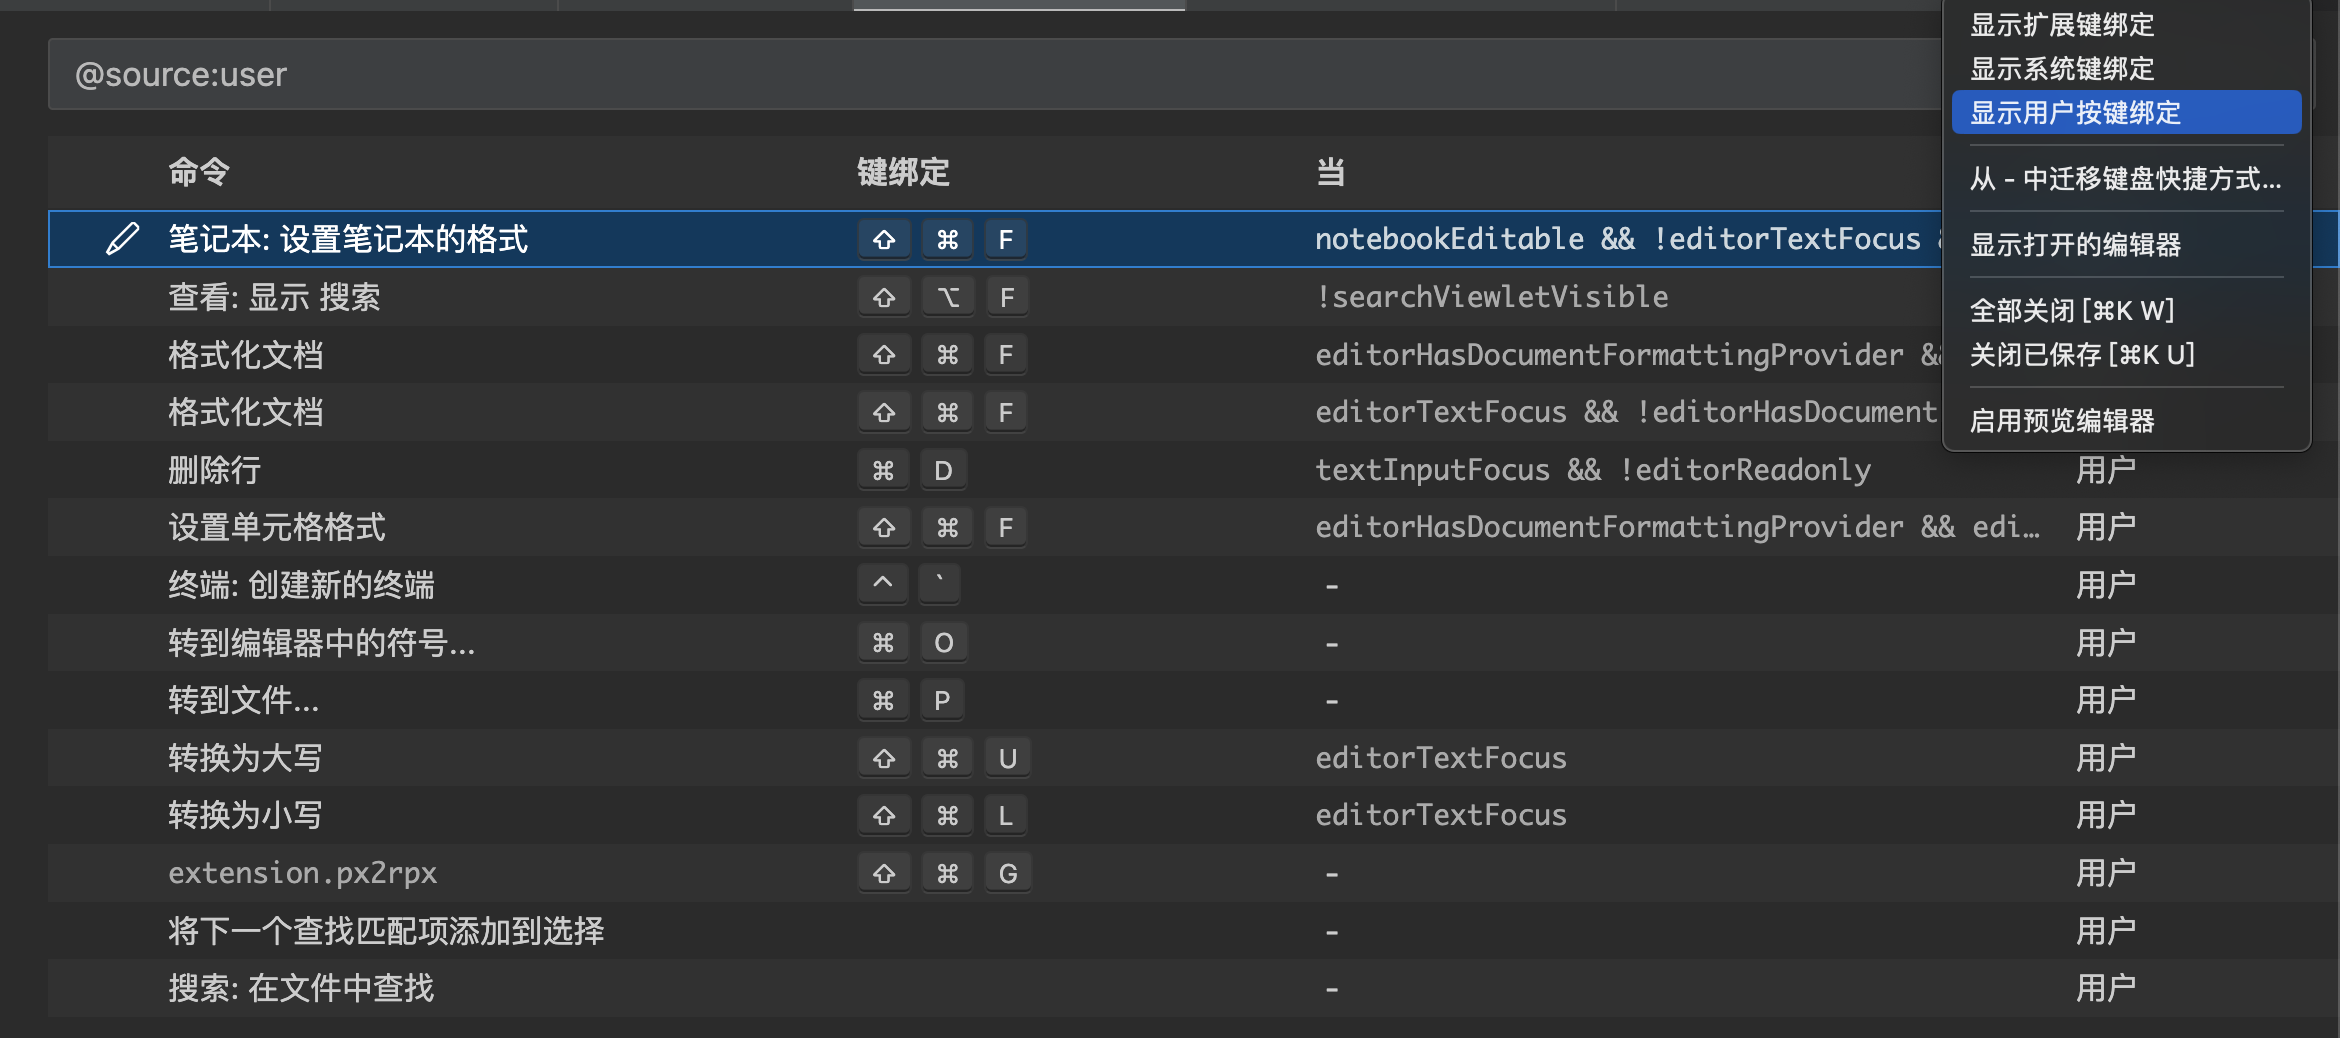 @source:user
显示扩展键绑定
显示系统键绑定
显示用户按键绑定
从 - 中迁移键盘快捷方式...
显示打开的编辑器
全部关闭 [⌘K W]
关闭已保存 [⌘K U]
启用预览编辑器
命令 键绑定 当
笔记本: 设置笔记本的格式 ⇧ ⌘ F notebookEditable && !editorTextFocus
查看: 显示 搜索 ⇧ ⌥ F !searchViewletVisible
格式化文档 ⇧ ⌘ F editorHasDocumentFormattingProvider &&
格式化文档 ⇧ ⌘ F editorTextFocus && !editorHasDocument
删除行 ⌘ D textInputFocus && !editorReadonly 用户
设置单元格格式 ⇧ ⌘ F editorHasDocumentFormattingProvider && edi… 用户
终端: 创建新的终端 ^ ` - 用户
转到编辑器中的符号... ⌘ O - 用户
转到文件... ⌘ P - 用户
转换为大写 ⇧ ⌘ U editorTextFocus 用户
转换为小写 ⇧ ⌘ L editorTextFocus 用户
extension.px2rpx ⇧ ⌘ G - 用户
将下一个查找匹配项添加到选择 - 用户
搜索: 在文件中查找 - 用户